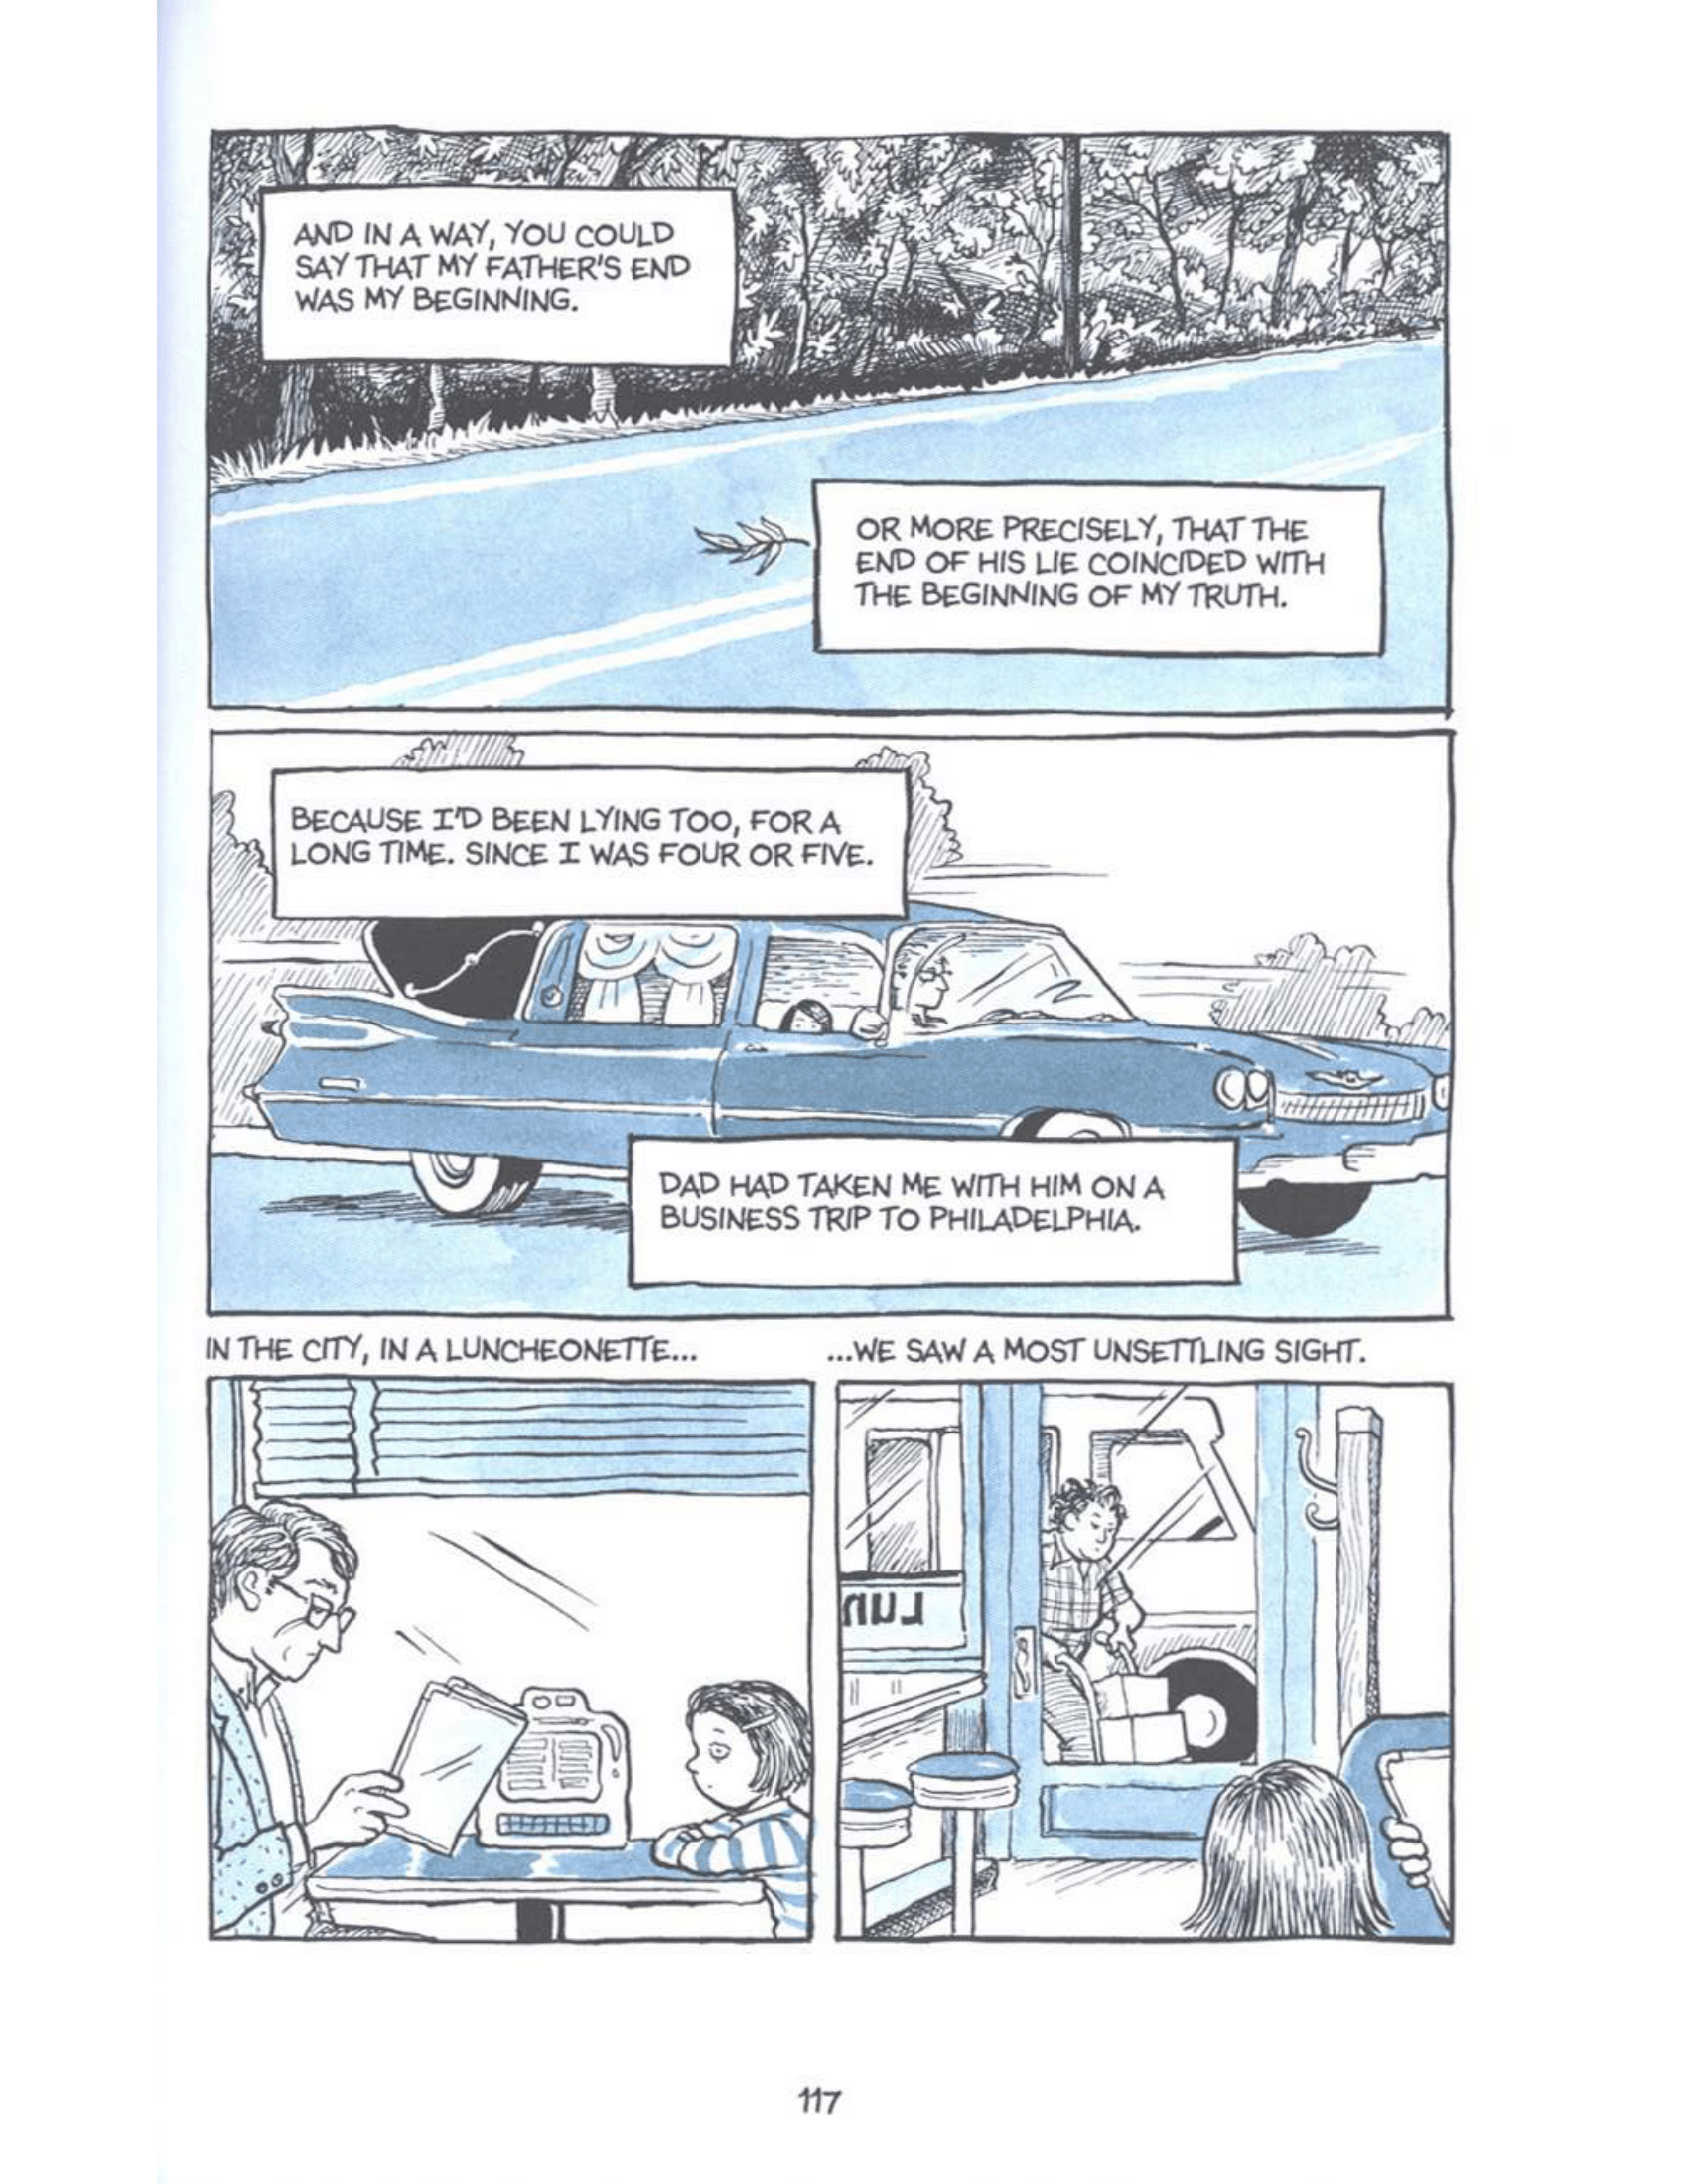 AND IN A WAY, YOU COULD
SAY THAT MY FATHER'S END
WAS MY BEGINNING.
OR MORE PRECISELY, THAT THE
END OF HIS LIE COINCIDED WITH
THE BEGINNING OF MY TRUTH.
BECAUSE I'D BEEN LYING TOO, FOR A
LONG TIME. SINCE I WAS FOUR OR FIVE.
DAD HAD TAKEN ME WITH HIM ON A
BUSINESS TRIP TO PHILADELPHIA.
IN THE CITY, IN A LUNCHEONETTE...
...WE SAW A MOST UNSETTLING SIGHT.
Lun
117